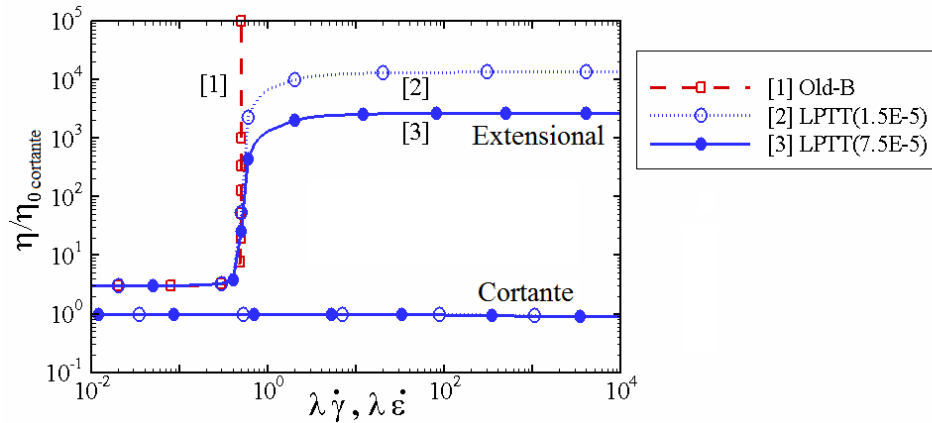 10^5
10^4
10^3
10^2
10^1
10^0
10^-1
η/η0 cortante
[1]
[2]
[3]
Extensional
Cortante
10^-2
10^0
10^2
10^4
λ γ̇ , λ ε̇
[1] Old-B
[2] LPTT(1.5E-5)
[3] LPTT(7.5E-5)